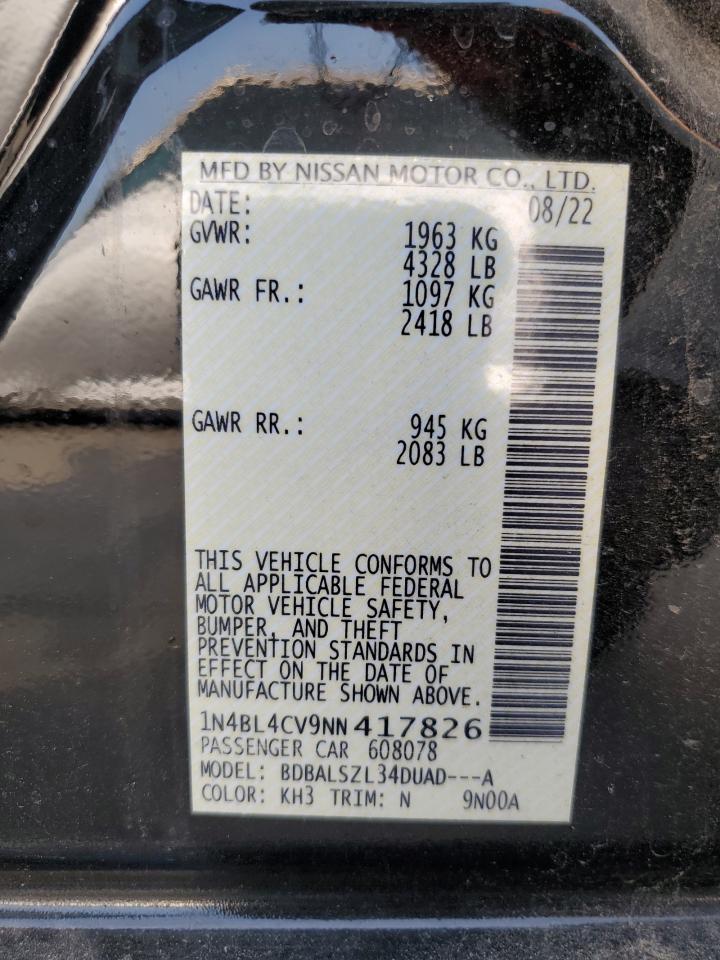 MFD BY NISSAN MOTOR CO., LTD.
DATE: 08/22
GVWR: 1963 KG
4328 LB
GAWR FR.: 1097 KG
2418 LB
GAWR RR.: 945 KG
2083 LB
THIS VEHICLE CONFORMS TO
ALL APPLICABLE FEDERAL
MOTOR VEHICLE SAFETY,
BUMPER, AND THEFT
PREVENTION STANDARDS IN
EFFECT ON THE DATE OF
MANUFACTURE SHOWN ABOVE.
1N4BL4CV9NN417826
PASSENGER CAR 608078
MODEL: BDBALSZL34DUAD---A
COLOR: KH3 TRIM: N 9N00A